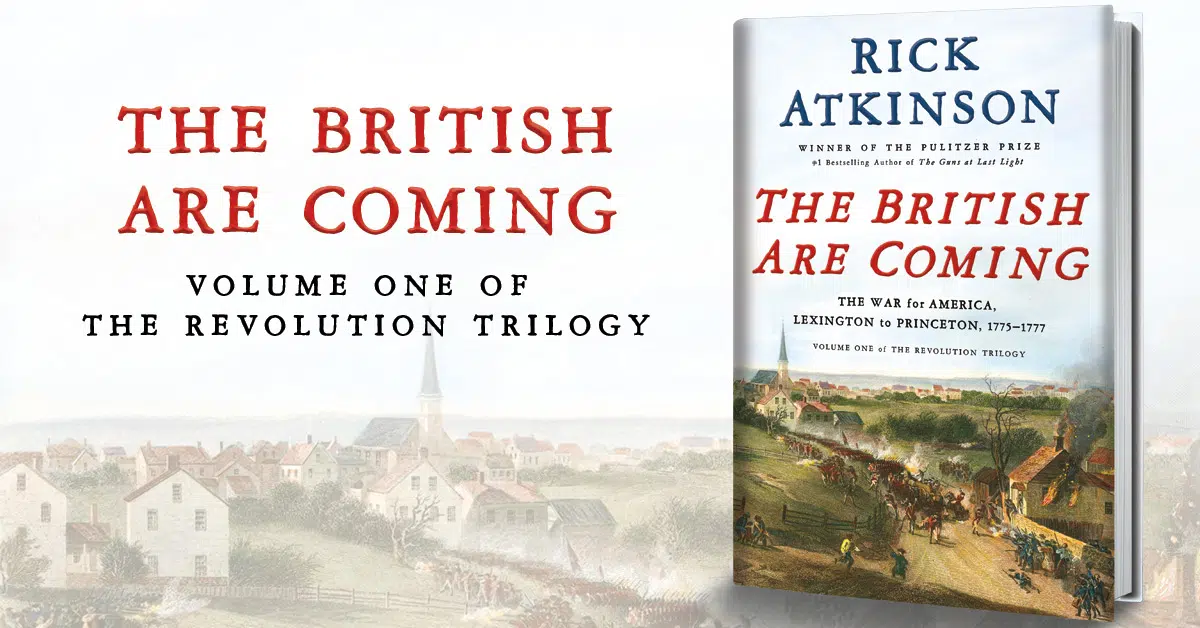 THE BRITISH
ARE COMING
VOLUME ONE OF
THE REVOLUTION TRILOGY
RICK
ATKINSON
WINNER OF THE PULITZER PRIZE
#1 Bestselling Author of The Guns at Last Light
THE BRITISH
ARE COMING
THE WAR for AMERICA,
LEXINGTON to PRINCETON, 1775–1777
VOLUME ONE of THE REVOLUTION TRILOGY